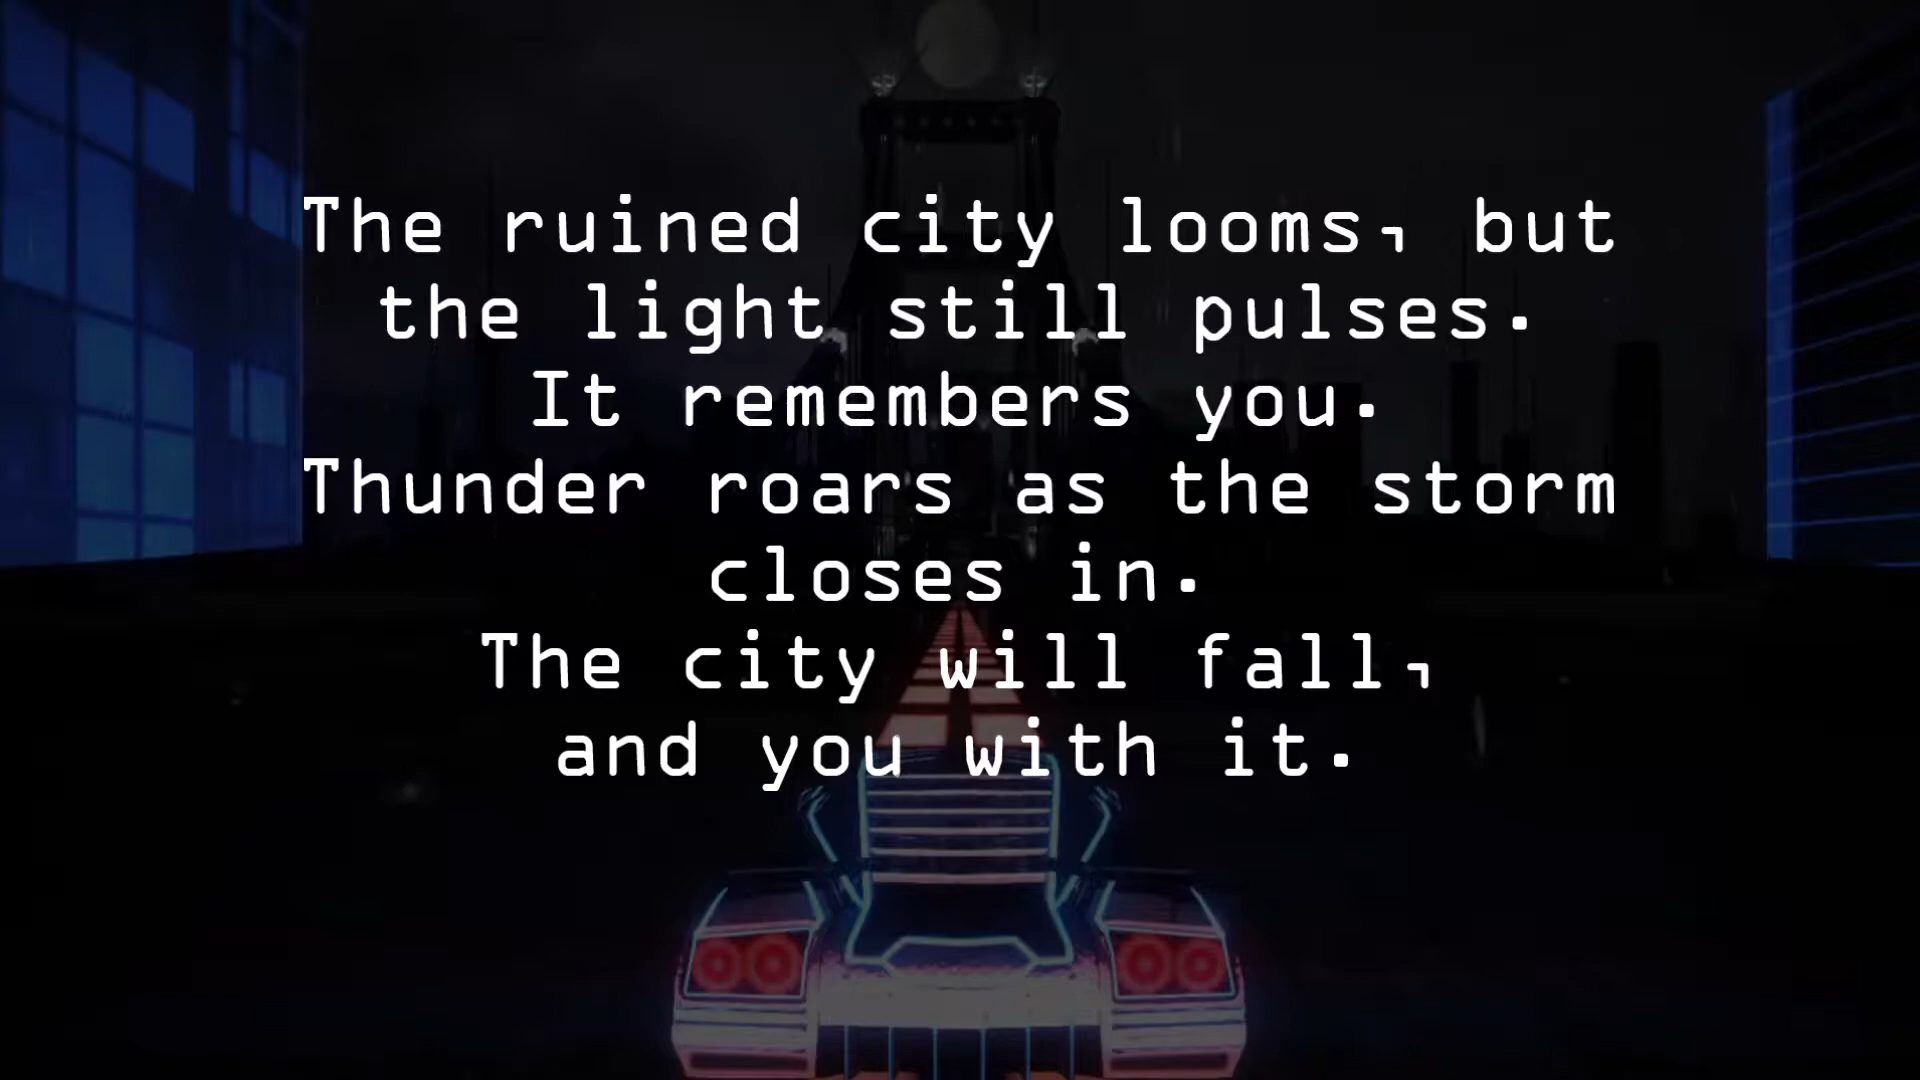 The ruined city looms, but
the light still pulses.
It remembers you.
Thunder roars as the storm
closes in.
The city will fall,
and you with it.